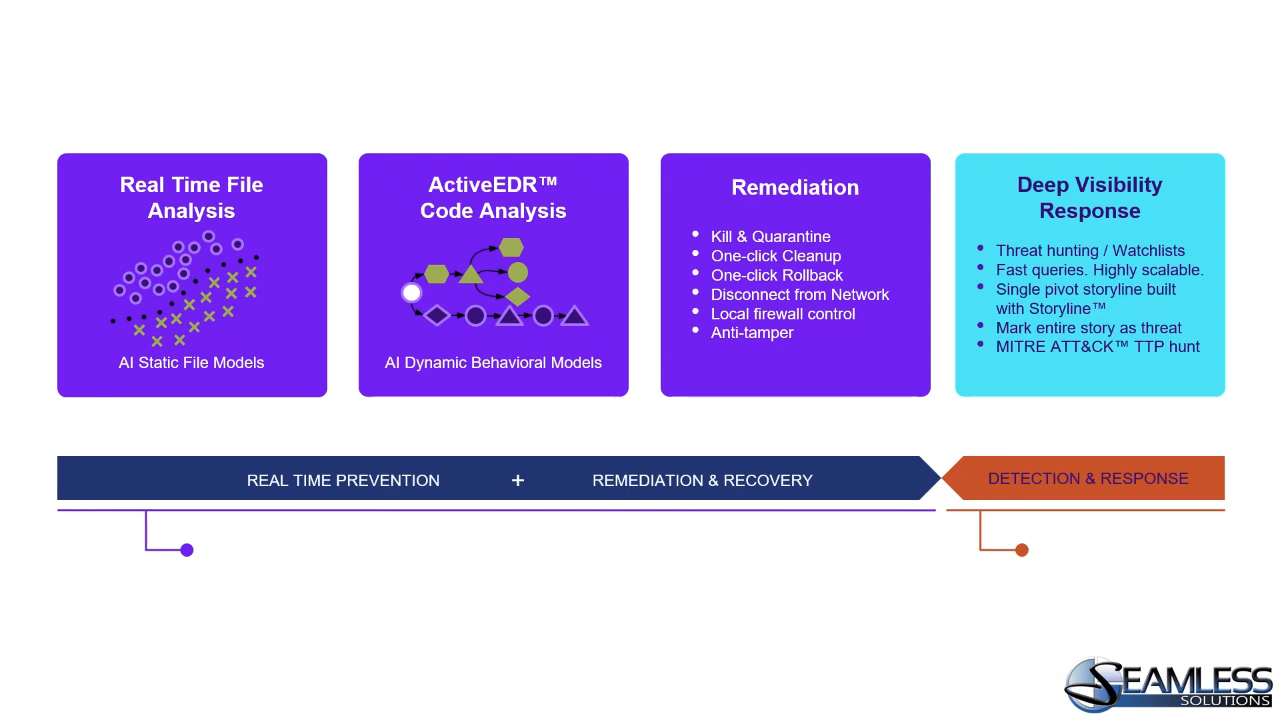 Real Time File
Analysis
AI Static File Models
ActiveEDR™
Code Analysis
AI Dynamic Behavioral Models
Remediation
• Kill & Quarantine
• One-click Cleanup
• One-click Rollback
• Disconnect from Network
• Local firewall control
• Anti-tamper
Deep Visibility
Response
• Threat hunting / Watchlists
• Fast queries. Highly scalable.
• Single pivot storyline built
with Storyline™
• Mark entire story as threat
• MITRE ATT&CK™ TTP hunt
REAL TIME PREVENTION + REMEDIATION & RECOVERY
DETECTION & RESPONSE
SEAMLESS
SOLUTIONS